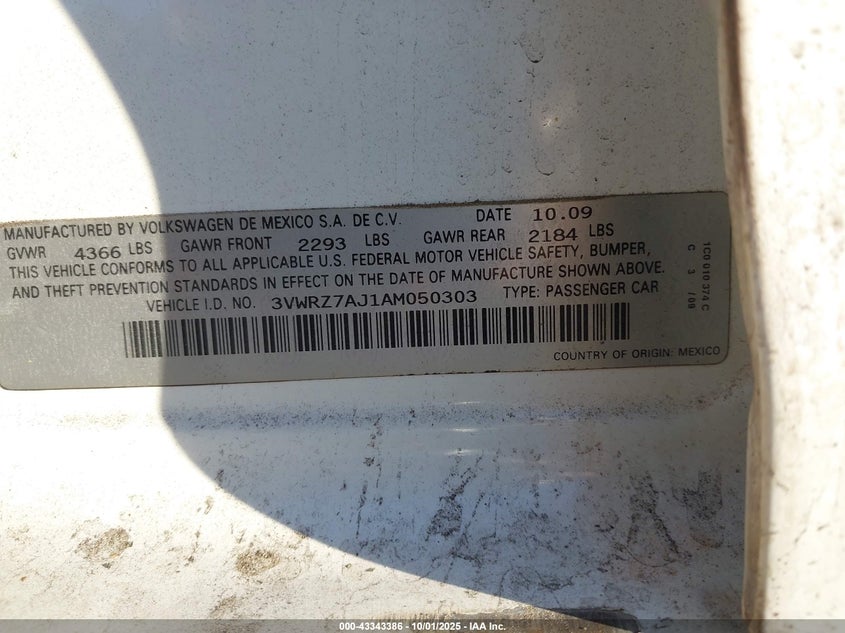 MANUFACTURED BY VOLKSWAGEN DE MEXICO S.A. DE C.V. DATE 10.09
GVWR 4366 LBS GAWR FRONT 2293 LBS GAWR REAR 2184 LBS
THIS VEHICLE CONFORMS TO ALL APPLICABLE U.S. FEDERAL MOTOR VEHICLE SAFETY, BUMPER,
AND THEFT PREVENTION STANDARDS IN EFFECT ON THE DATE OF MANUFACTURE SHOWN ABOVE.
VEHICLE I.D. NO. 3VWRZ7AJ1AM050303 TYPE: PASSENGER CAR
COUNTRY OF ORIGIN: MEXICO
1C0 010 374 C
C 3 / 09
000-43343386 - 10/01/2025 - IAA Inc.